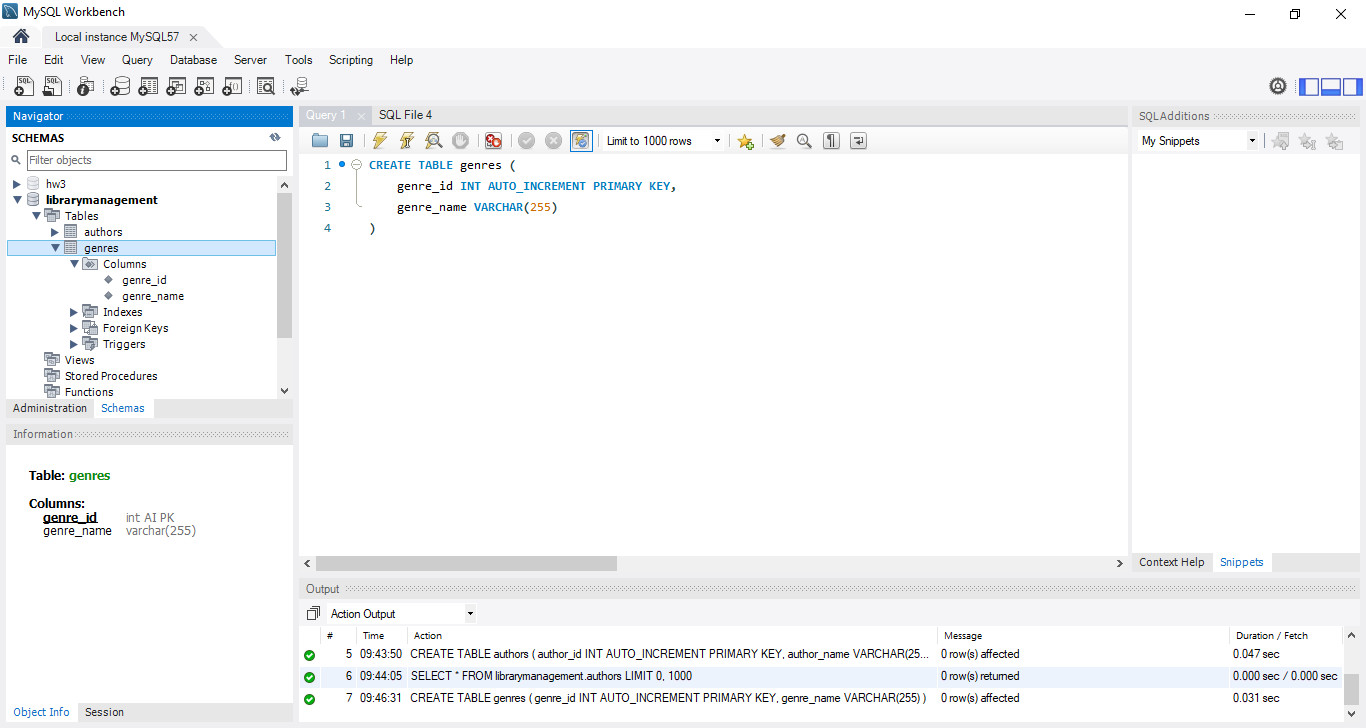 MySQL Workbench
Local instance MySQL57
File Edit View Query Database Server Tools Scripting Help
Navigator
SCHEMAS
Filter objects
hw3
librarymanagement
Tables
authors
genres
Columns
genre_id
genre_name
Indexes
Foreign Keys
Triggers
Views
Stored Procedures
Functions
Administration Schemas
Information
Table: genres
Columns:
genre_id int AI PK
genre_name varchar(255)
Object Info Session
Query 1 SQL File 4
Limit to 1000 rows
1 CREATE TABLE genres (
2 genre_id INT AUTO_INCREMENT PRIMARY KEY,
3 genre_name VARCHAR(255)
4 )
SQLAdditions
My Snippets
Context Help Snippets
Output
Action Output
# Time Action Message Duration / Fetch
5 09:43:50 CREATE TABLE authors ( author_id INT AUTO_INCREMENT PRIMARY KEY, author_name VARCHAR(25... 0 row(s) affected 0.047 sec
6 09:44:05 SELECT * FROM librarymanagement.authors LIMIT 0, 1000 0 row(s) returned 0.000 sec / 0.000 sec
7 09:46:31 CREATE TABLE genres ( genre_id INT AUTO_INCREMENT PRIMARY KEY, genre_name VARCHAR(255) ) 0 row(s) affected 0.031 sec